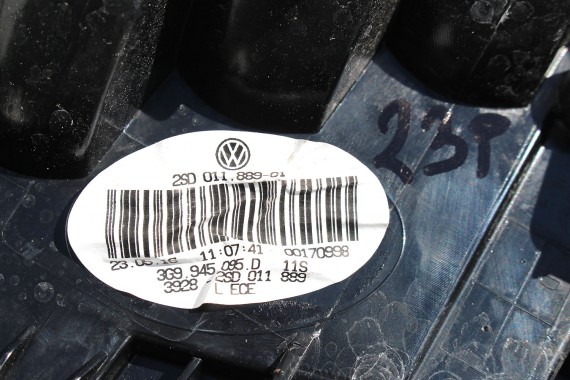 2SD 011.889-01
23.05.16 11:07:41 00170998
3G9.945.095.D 11S
3928 2SD 011 889
L ECE
239